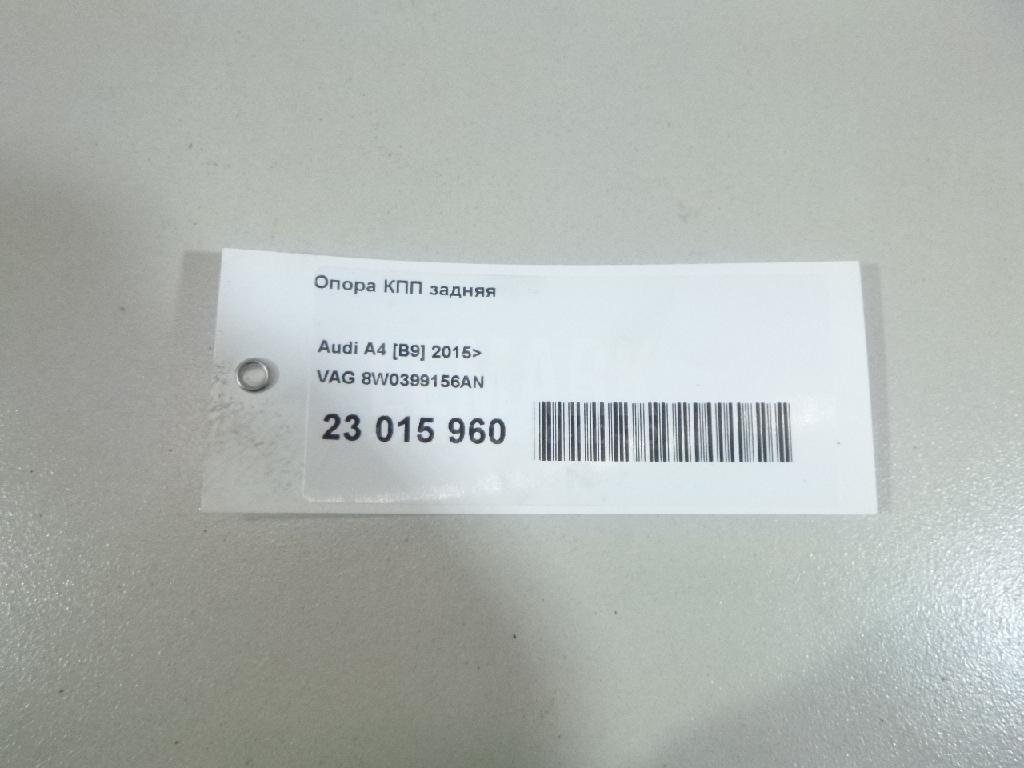 Опора КПП задняя
Audi A4 [B9] 2015>
VAG 8W0399156AN
23 015 960